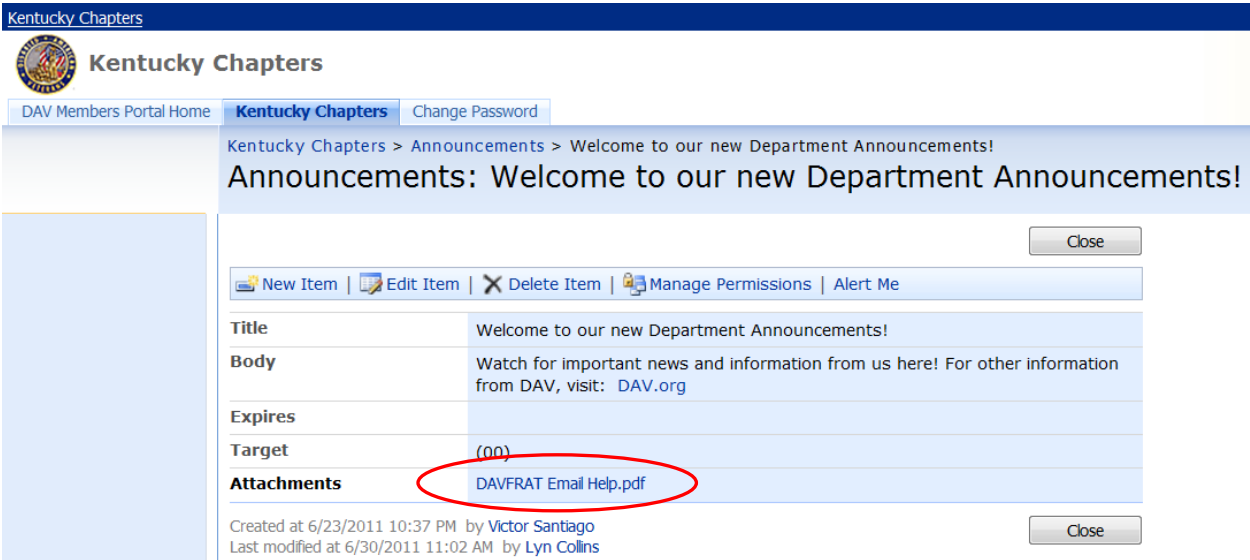 Kentucky Chapters
Kentucky Chapters
DAV Members Portal Home Kentucky Chapters Change Password
Kentucky Chapters > Announcements > Welcome to our new Department Announcements!
Announcements: Welcome to our new Department Announcements!
Close
New Item | Edit Item | Delete Item | Manage Permissions | Alert Me
Title Welcome to our new Department Announcements!
Body Watch for important news and information from us here! For other information
from DAV, visit: DAV.org
Expires
Target (00)
Attachments DAVFRAT Email Help.pdf
Created at 6/23/2011 10:37 PM by Victor Santiago
Close
Last modified at 6/30/2011 11:02 AM by Lyn Collins